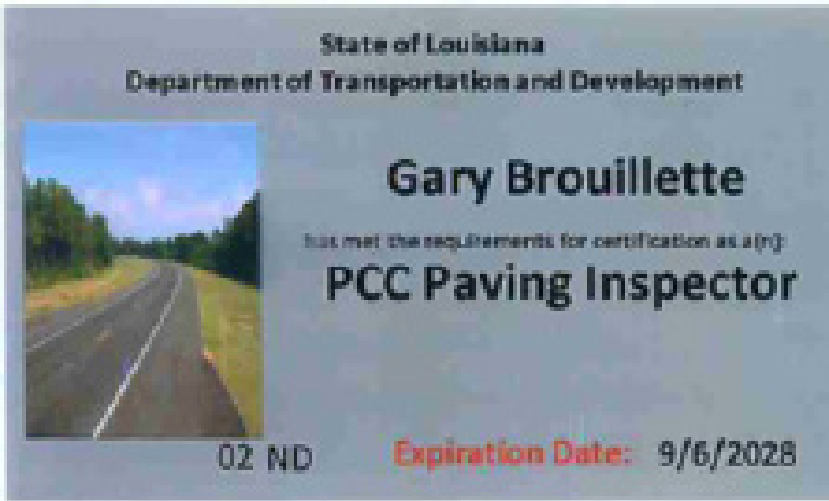 State of Louisiana
Department of Transportation and Development
Gary Brouillette
has met the requirements for certification as a(n):
PCC Paving Inspector
02 ND
Expiration Date: 9/6/2028